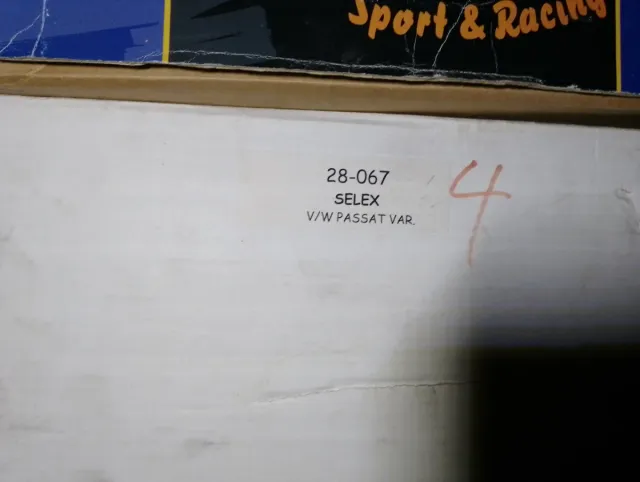 Sport & Racing
28-067
SELEX
V/W PASSAT VAR.
4